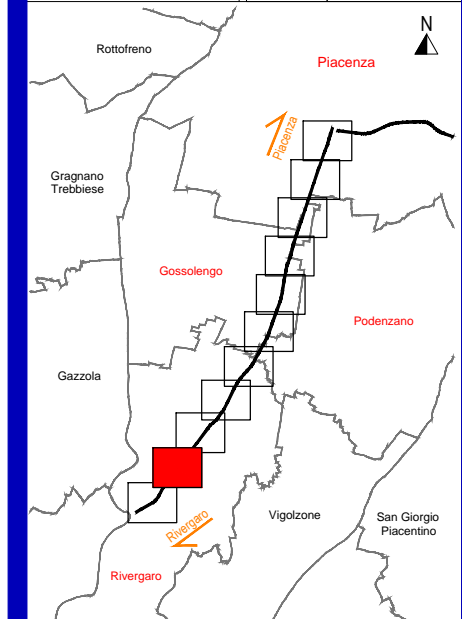 N
Rottofreno
Piacenza
Piacenza
Gragnano
Trebbiese
Gossolengo
Podenzano
Gazzola
Rivergaro
Vigolzone
San Giorgio
Piacentino
Rivergaro